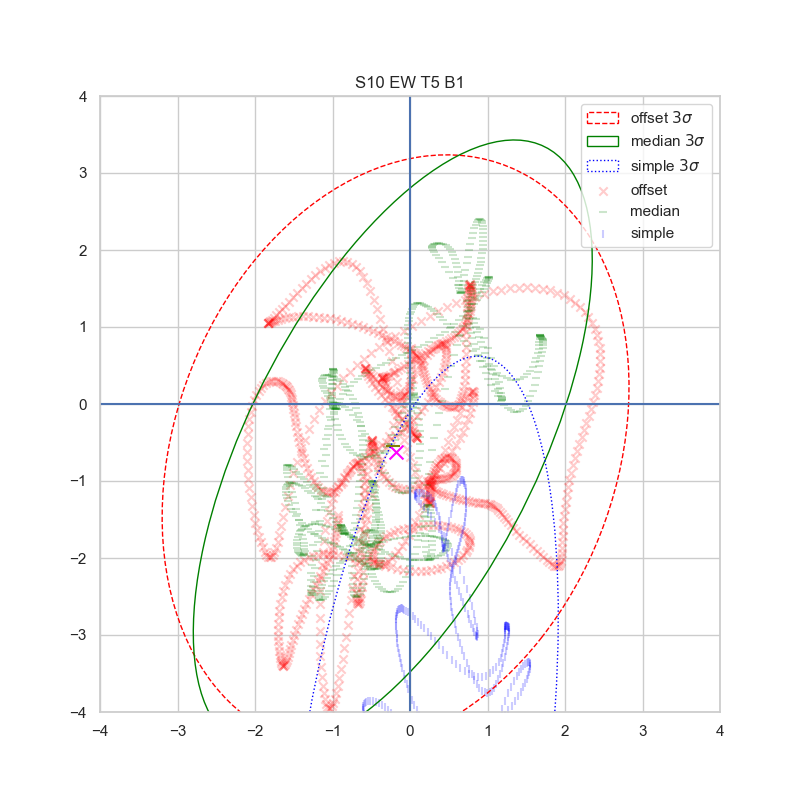 S10 EW T5 B1
offset 3σ
median 3σ
simple 3σ
offset
median
simple
4
3
2
1
0
−1
−2
−3
−4
−4 −3 −2 −1 0 1 2 3 4